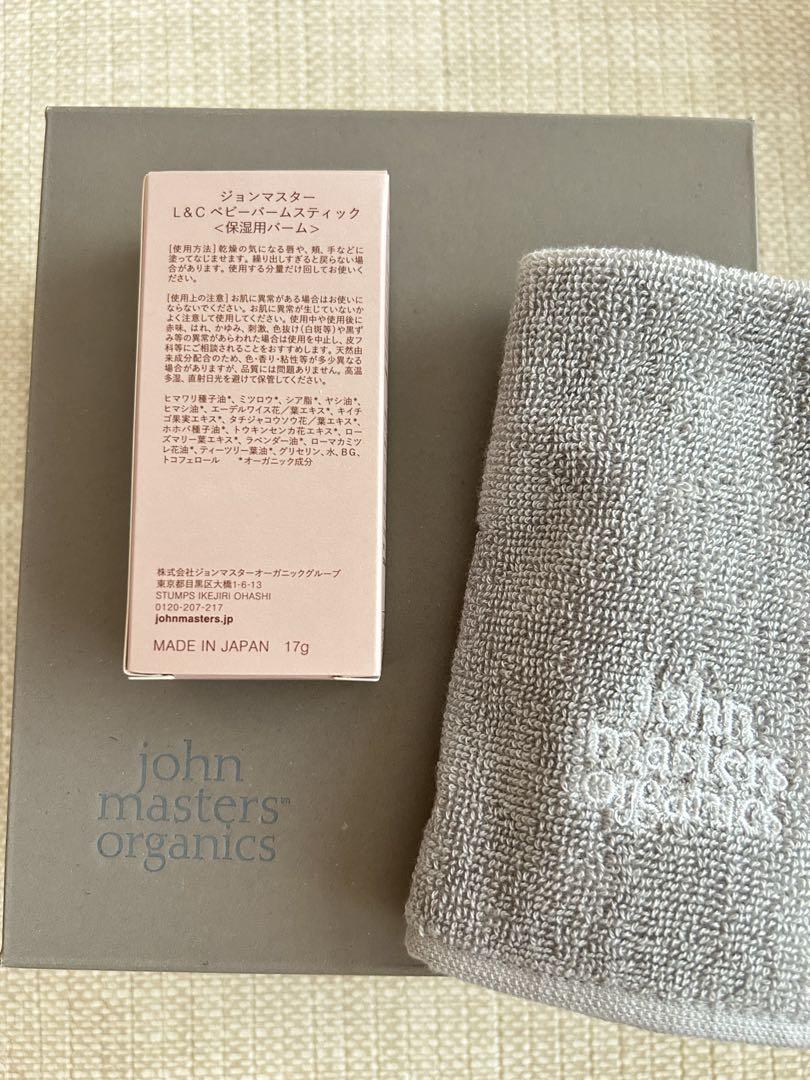 ジョンマスター
L&C ベビーバームスティック
<保湿用バーム>
[使用方法]乾燥の気になる唇や、頬、手などに
塗ってなじませます。繰り出しすぎると戻らない場
合があります。使用する分量だけ回してお使いく
ださい。
[使用上の注意]お肌に異常がある場合はお使いに
ならないでください。お肌に異常が生じていないか
よく注意して使用してください。使用中や使用後に
赤味、はれ、かゆみ、刺激、色抜け(白斑等)や黒ず
み等の異常があらわれた場合は使用を中止し、皮フ
科等にご相談されることをおすすめします。天然由
来成分配合のため、色・香り・粘性等が多少異なる
場合がありますが、品質には問題ありません。高温
多湿、直射日光を避けて保管してください。
ヒマワリ種子油*、ミツロウ*、シア脂*、ヤシ油*、
ヒマシ油*、エーデルワイス花/葉エキス*、キイチ
ゴ果実エキス*、タチジャコウソウ花/葉エキス*、
ホホバ種子油*、トウキンセンカ花エキス*、ロー
ズマリー葉エキス*、ラベンダー油*、ローマカミツ
レ花油*、ティーツリー葉油*、グリセリン、水、BG、
トコフェロール *オーガニック成分
株式会社ジョンマスターオーガニックグループ
東京都目黒区大橋1-6-13
STUMPS IKEJIRI OHASHI
0120-207-217
johnmasters.jp
MADE IN JAPAN 17g
john
masters™
organics
john
masters
organics